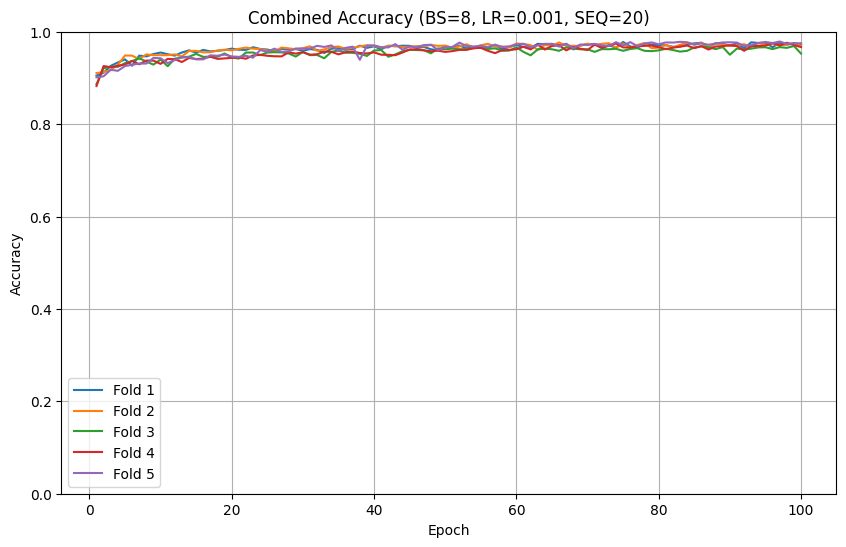 Combined Accuracy (BS=8, LR=0.001, SEQ=20)
1.0
0.8
0.6
0.4
0.2
0.0
Accuracy
Fold 1
Fold 2
Fold 3
Fold 4
Fold 5
0 20 40 60 80 100
Epoch